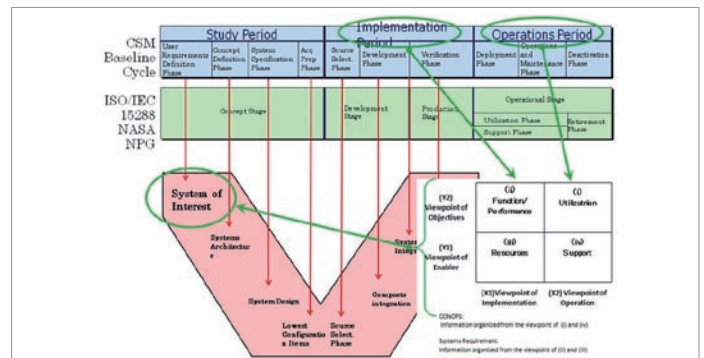 Study Period
Implementation
Period
Operations Period
CSM
Baseline
Cycle
User
Requirements
Definition
Phase
Concept
Definition
Phase
System
Specification
Phase
Acq
Prep
Phase
Source
Select.
Phase
Development
Phase
Verification
Phase
Deployment
Phase
Operations
and
Maintenance
Phase
Deactivation
Phase
ISO/IEC
15288
NASA
NPG
Concept Stage
Development
Stage
Production
Stage
Operational Stage
Utilization Phase
Support Phase
Retirement
Phase
System of
Interest
Systems
Architectur
e
System Design
Lowest
Configuratio
n Items
Source
Select.
Phase
Composite
integration
System
Integr
(Y2)
Viewpoint of
Objectives
(Y1)
Viewpoint of
Enabler
Function/
Performance
(i)
Utilization
Resources
(iv)
Support
(X1)Viewpoint of
Implementation
(X2) Viewpoint of
Operation
CONOPS:
Information organized from the viewpoint of (i) and (iv)
Systems Requirement:
Information organized from the viewpoint of (ii) and (iii)